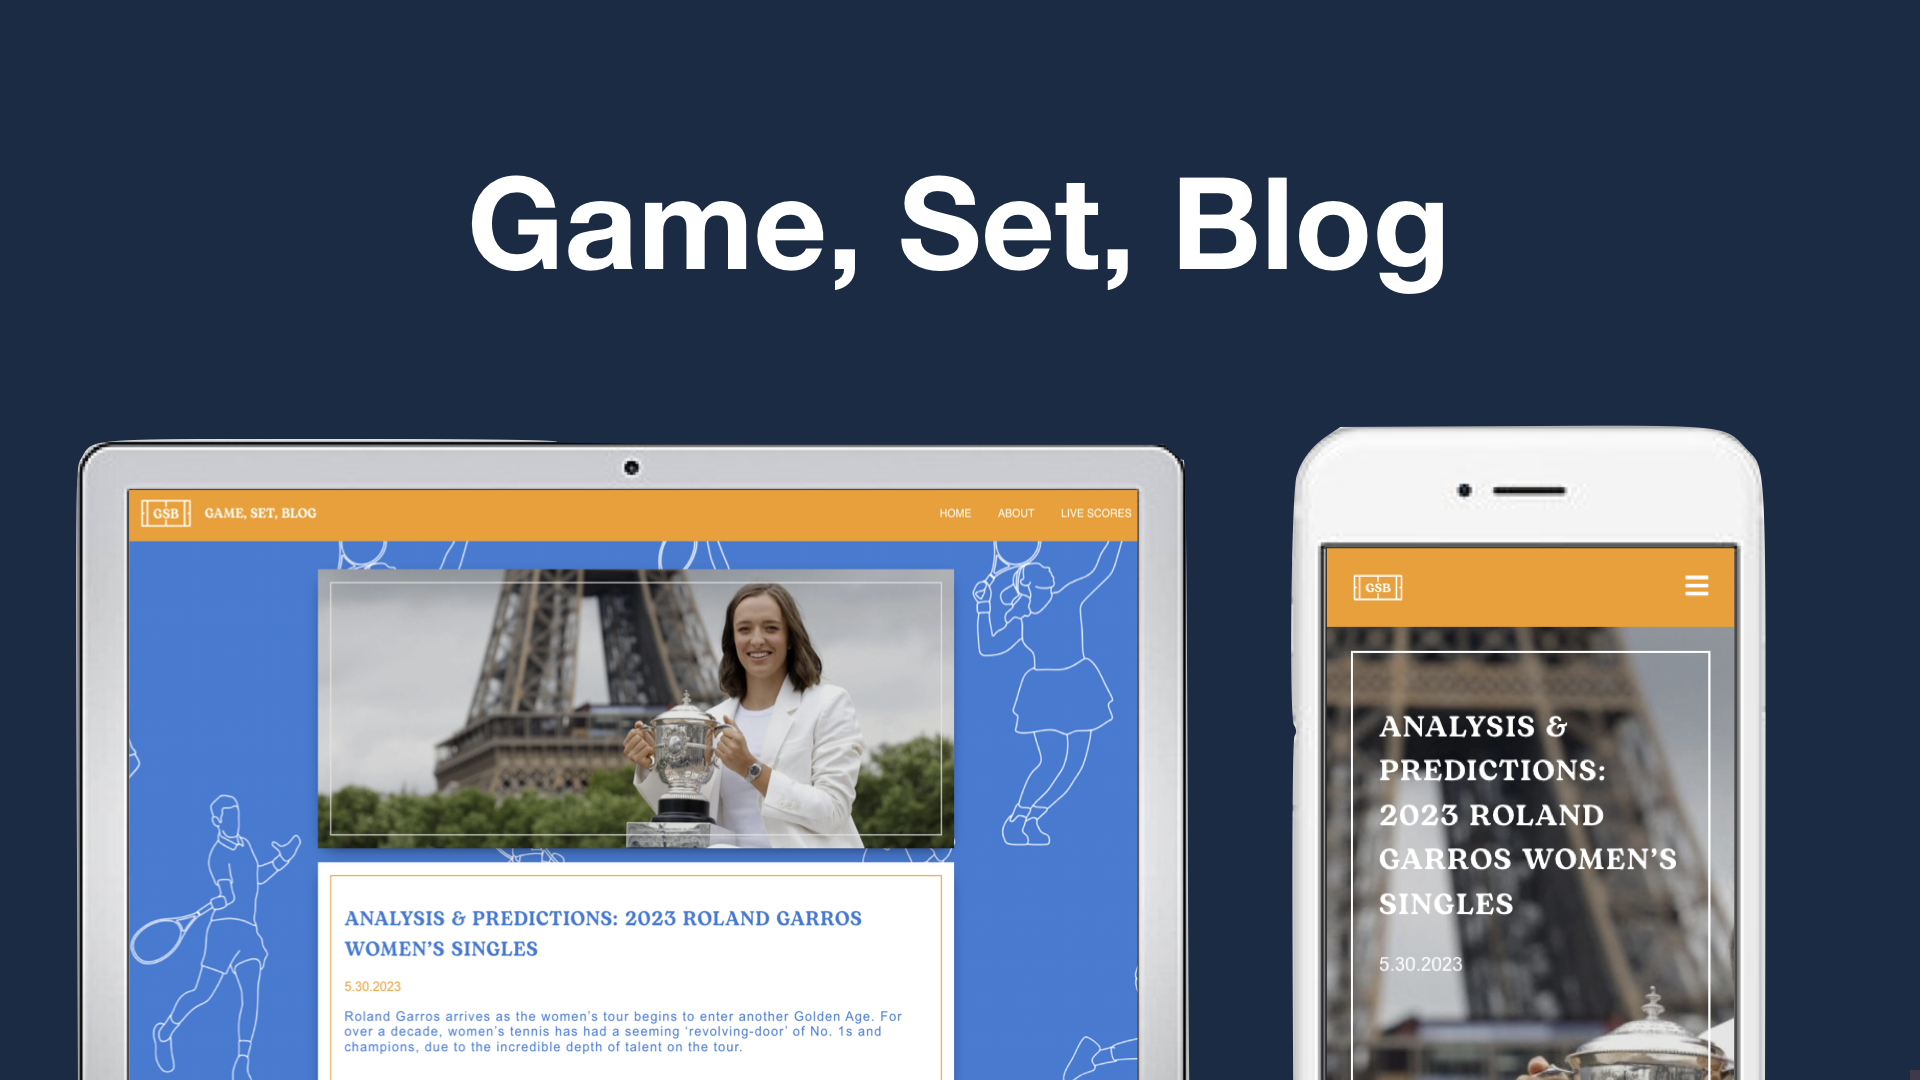 Game, Set, Blog
GSB GAME, SET, BLOG HOME ABOUT LIVE SCORES
ANALYSIS & PREDICTIONS: 2023 ROLAND GARROS
WOMEN’S SINGLES
5.30.2023
Roland Garros arrives as the women’s tour begins to enter another Golden Age. For
over a decade, women’s tennis has had a seeming ‘revolving-door’ of No. 1s and
champions, due to the incredible depth of talent on the tour.
GSB
ANALYSIS &
PREDICTIONS:
2023 ROLAND
GARROS WOMEN’S
SINGLES
5.30.2023